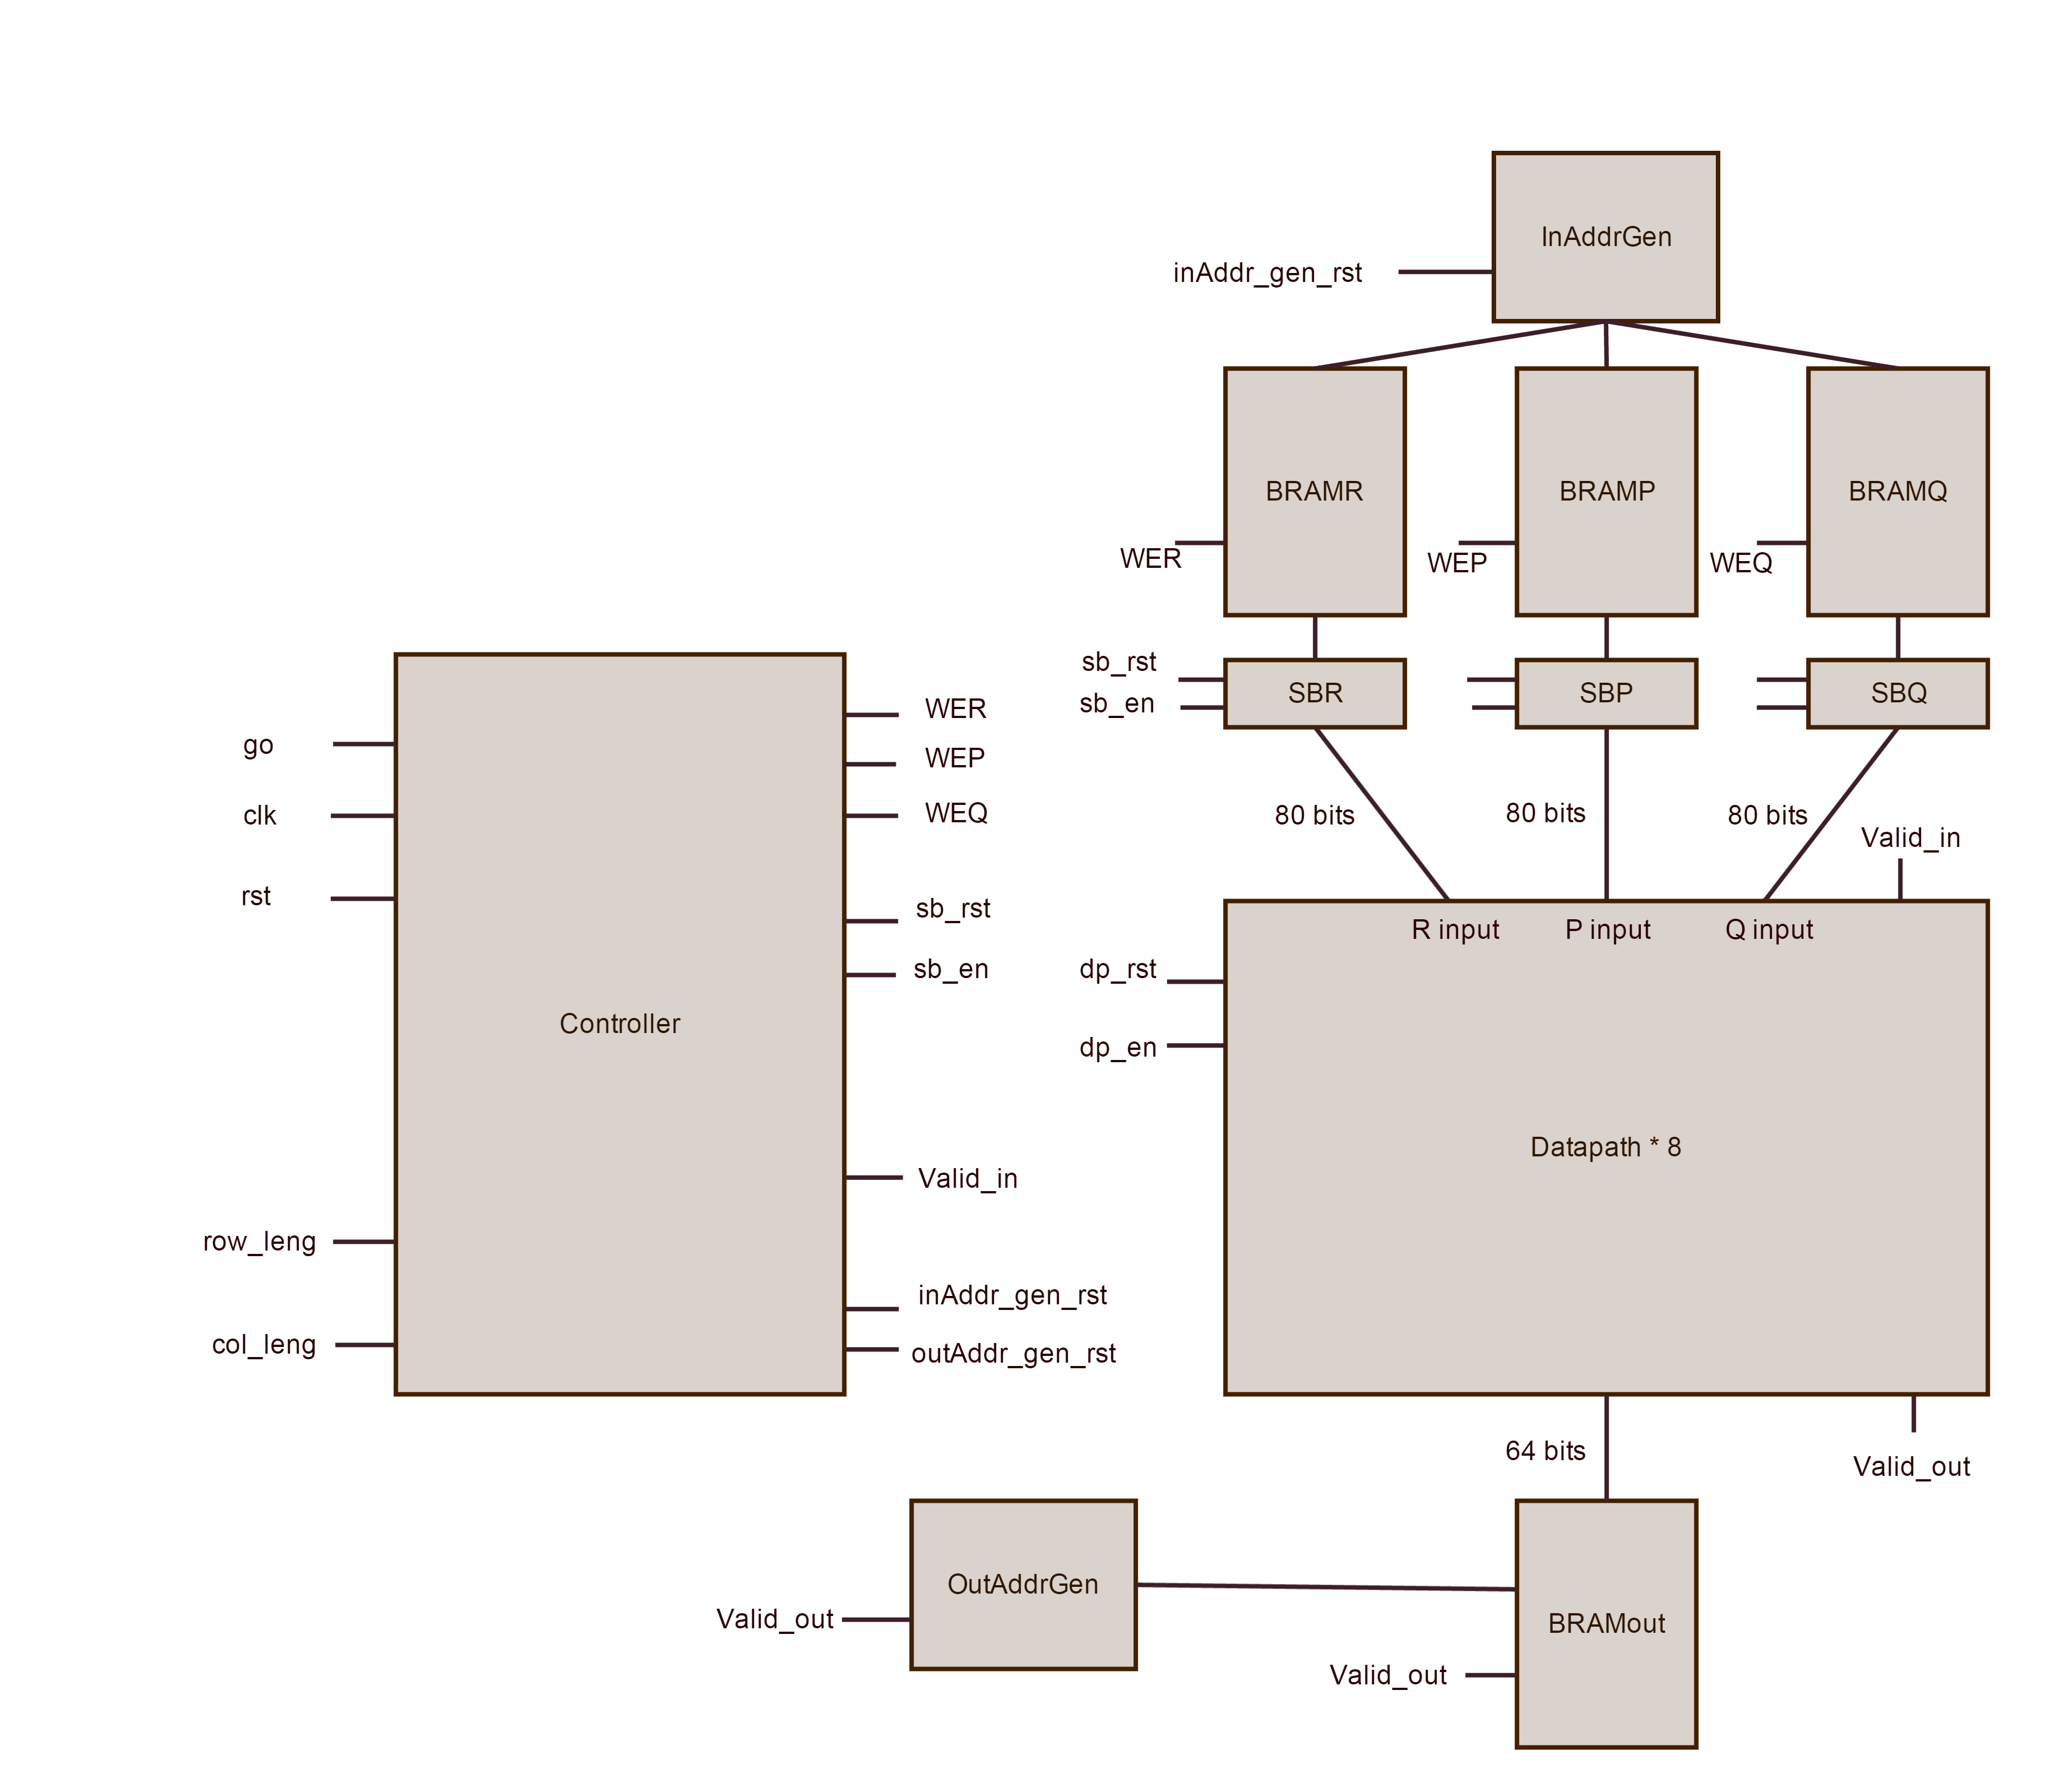 InAddrGen
inAddr_gen_rst
BRAMR
BRAMP
BRAMQ
WER
WEP
WEQ
sb_rst
sb_en
SBR
SBP
SBQ
80 bits
80 bits
80 bits
Valid_in
R input
P input
Q input
dp_rst
dp_en
Datapath * 8
go
clk
rst
row_leng
col_leng
Controller
WER
WEP
WEQ
sb_rst
sb_en
Valid_in
inAddr_gen_rst
outAddr_gen_rst
64 bits
Valid_out
OutAddrGen
Valid_out
BRAMout
Valid_out